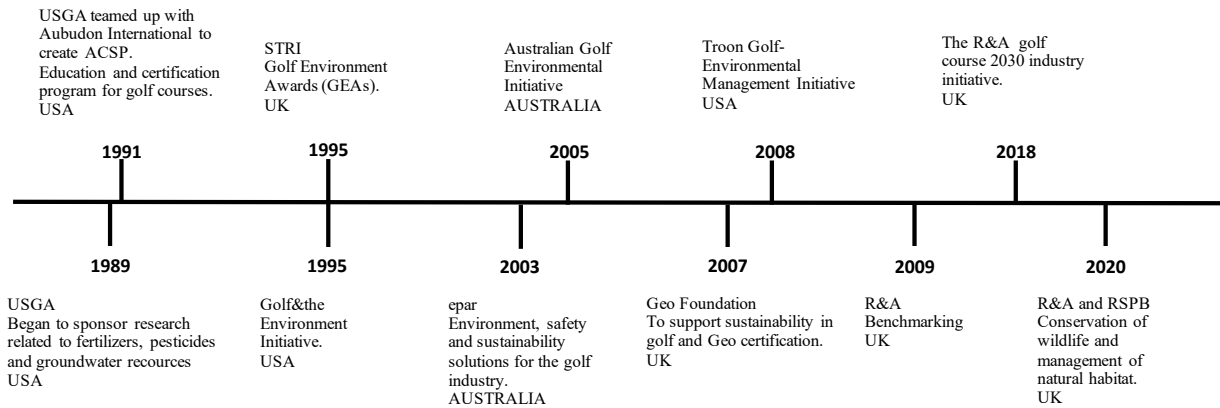 USGA teamed up with
Aubudon International to
create ACSP.
Education and certification
program for golf courses.
USA
STRI
Golf Environment
Awards (GEAs).
UK
Australian Golf
Environmental
Initiative
AUSTRALIA
Troon Golf-
Environmental
Management Initiative
USA
The R&A golf
course 2030 industry
initiative.
UK
1991
1995
2005
2008
2018
1989
1995
2003
2007
2009
2020
USGA
Began to sponsor research
related to fertilizers, pesticides
and groundwater recources
USA
Golf&the
Environment
Initiative.
USA
epar
Environment, safety
and sustainability
solutions for the golf
industry.
AUSTRALIA
Geo Foundation
To support sustainability in
golf and Geo certification.
UK
R&A
Benchmarking
UK
R&A and RSPB
Conservation of
wildlife and
management of
natural habitat.
UK